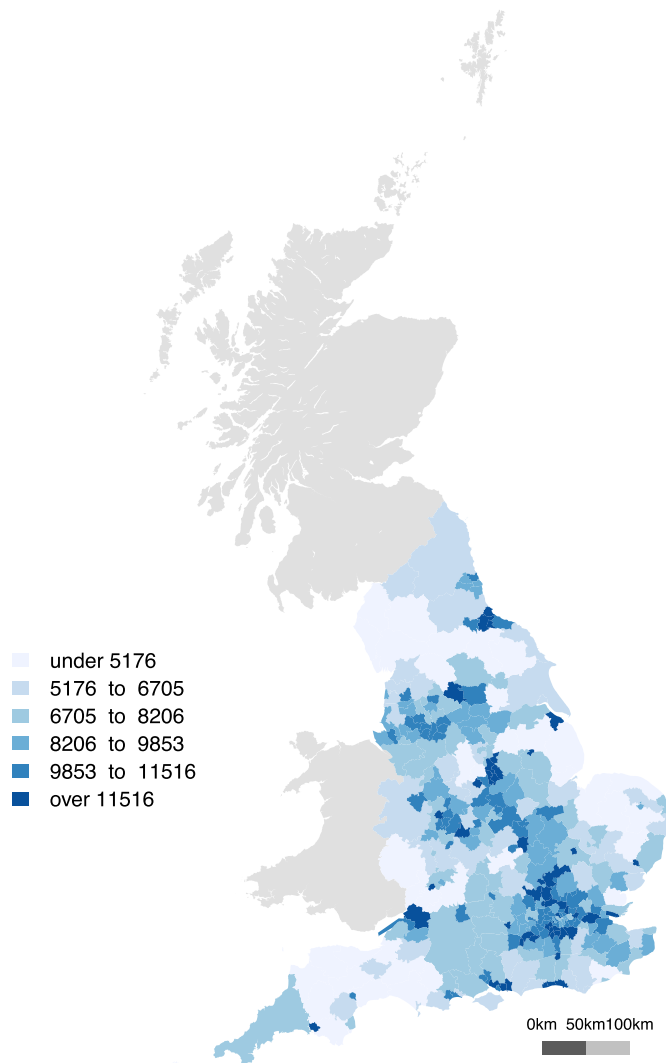 under 5176
5176 to 6705
6705 to 8206
8206 to 9853
9853 to 11516
over 11516
0km 50km100km